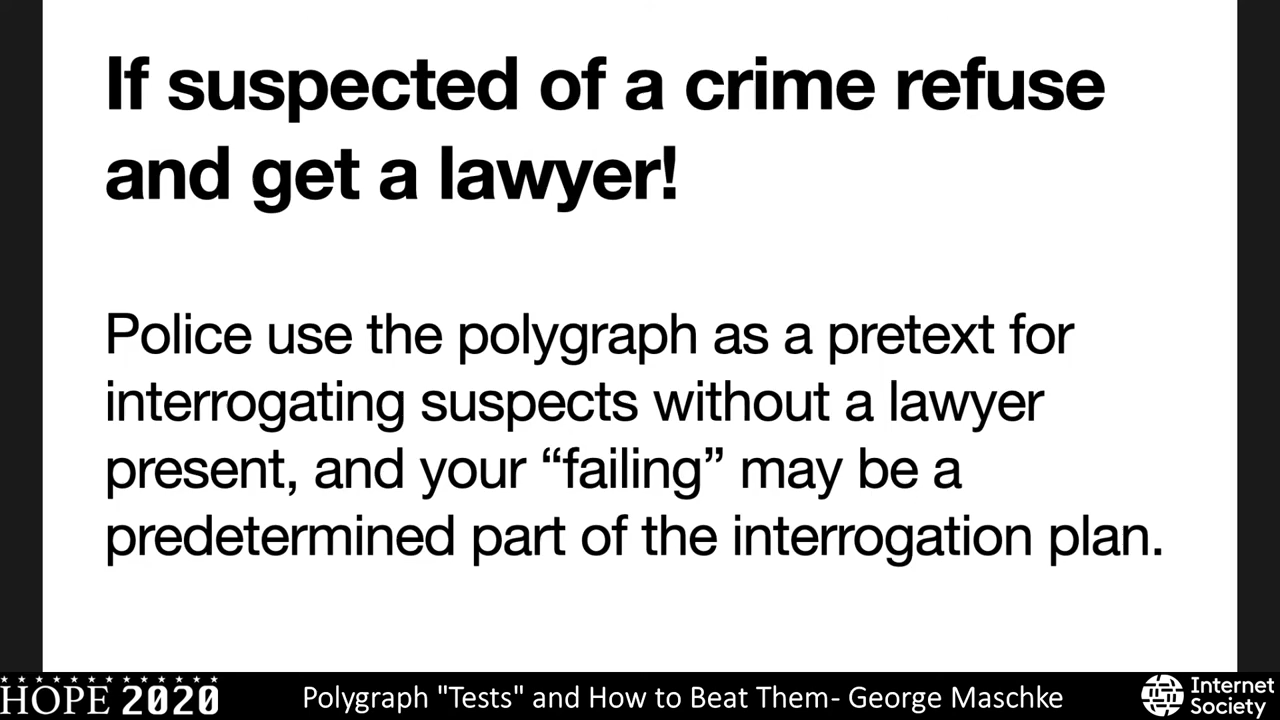 If suspected of a crime refuse
and get a lawyer!
Police use the polygraph as a pretext for
interrogating suspects without a lawyer
present, and your “failing” may be a
predetermined part of the interrogation plan.
HOPE 2020
Polygraph "Tests" and How to Beat Them- George Maschke
Internet
Society